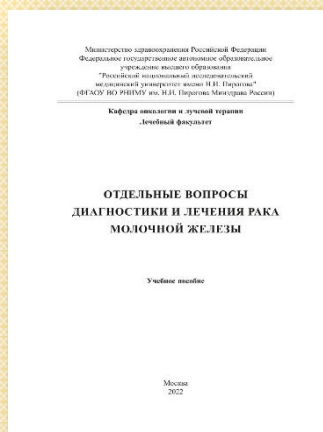 Министерство здравоохранения Российской Федерации
Федеральное государственное автономное образовательное
учреждение высшего образования
"Российский национальный исследовательский
медицинский университет имени Н.И. Пирогова"
(ФГАОУ ВО РНИМУ им. Н.И. Пирогова Минздрава России)
Кафедра онкологии и лучевой терапии
Лечебный факультет
ОТДЕЛЬНЫЕ ВОПРОСЫ
ДИАГНОСТИКИ И ЛЕЧЕНИЯ РАКА
МОЛОЧНОЙ ЖЕЛЕЗЫ
Учебное пособие
Москва
2022